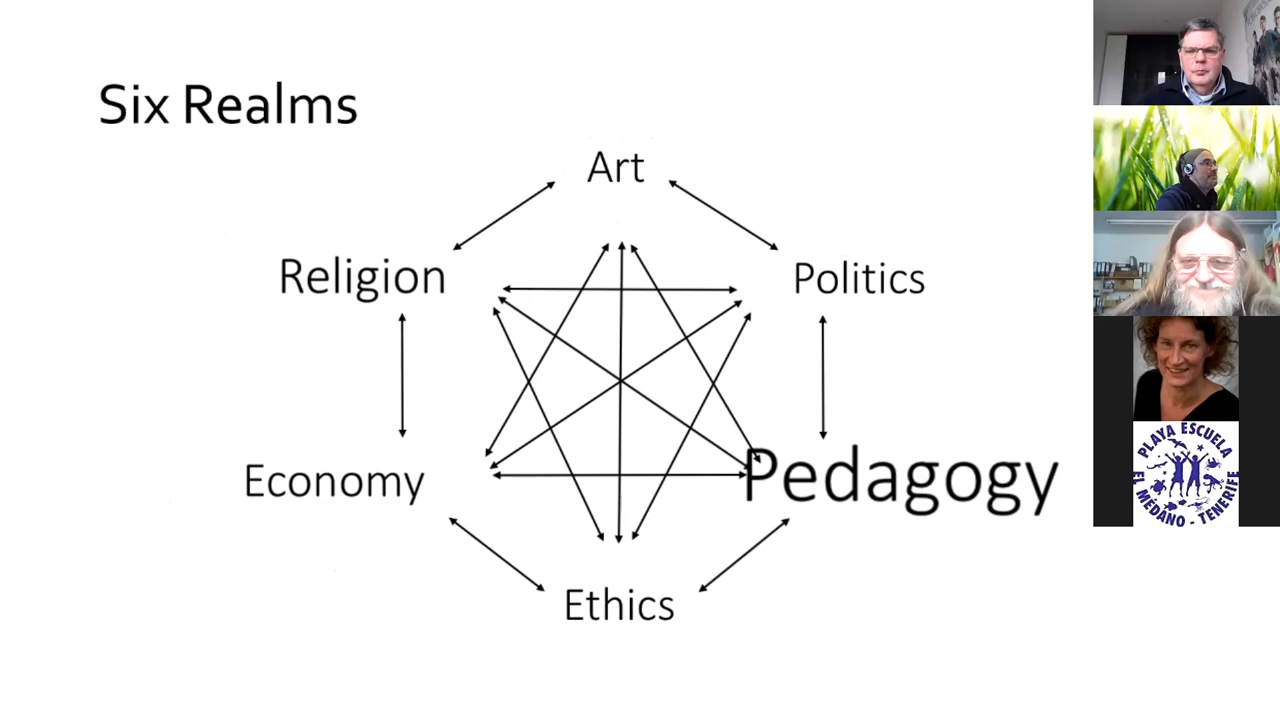 Six Realms
Art
Religion
Politics
Economy
Pedagogy
Ethics
PLAYA ESCUELA
EL MÉDANO - TENERIFE